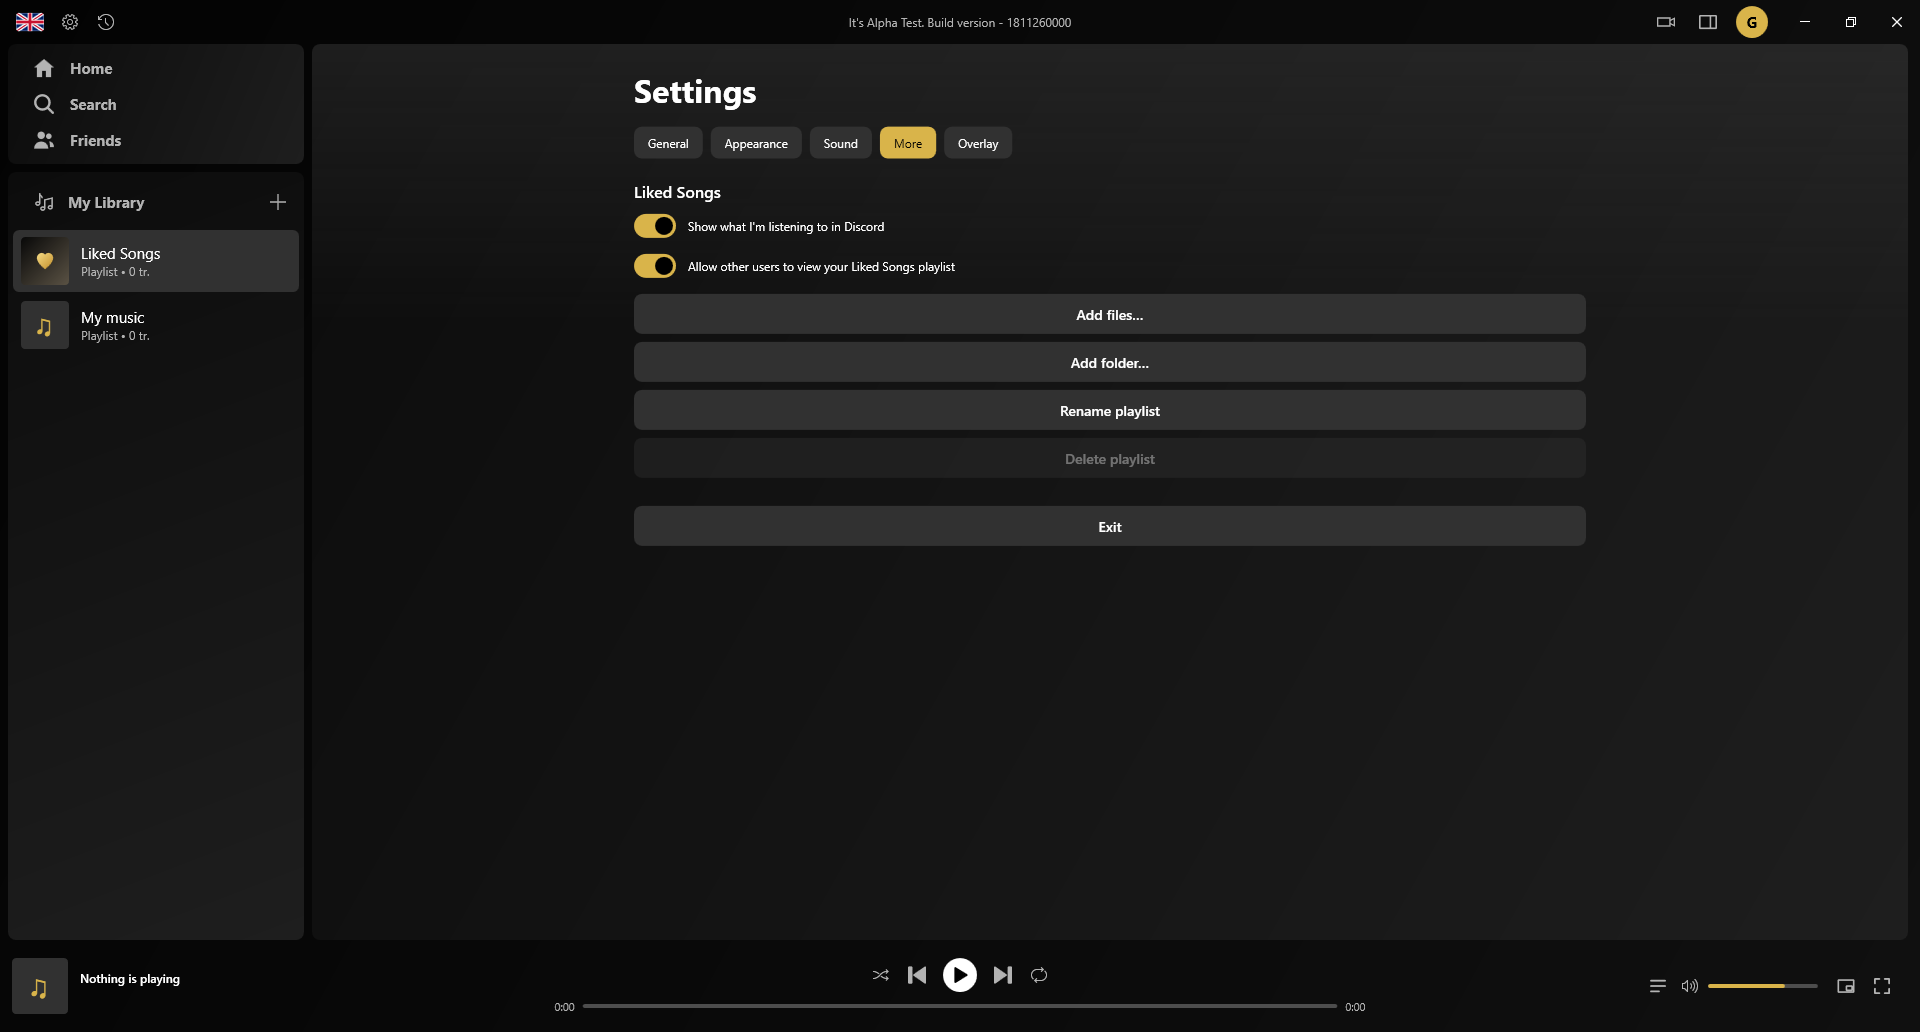 It's Alpha Test. Build version - 1811260000
G
Home
Search
Friends
My Library
Liked Songs
Playlist • 0 tr.
My music
Playlist • 0 tr.
Settings
General
Appearance
Sound
More
Overlay
Liked Songs
Show what I'm listening to in Discord
Allow other users to view your Liked Songs playlist
Add files...
Add folder...
Rename playlist
Delete playlist
Exit
Nothing is playing
0:00
0:00